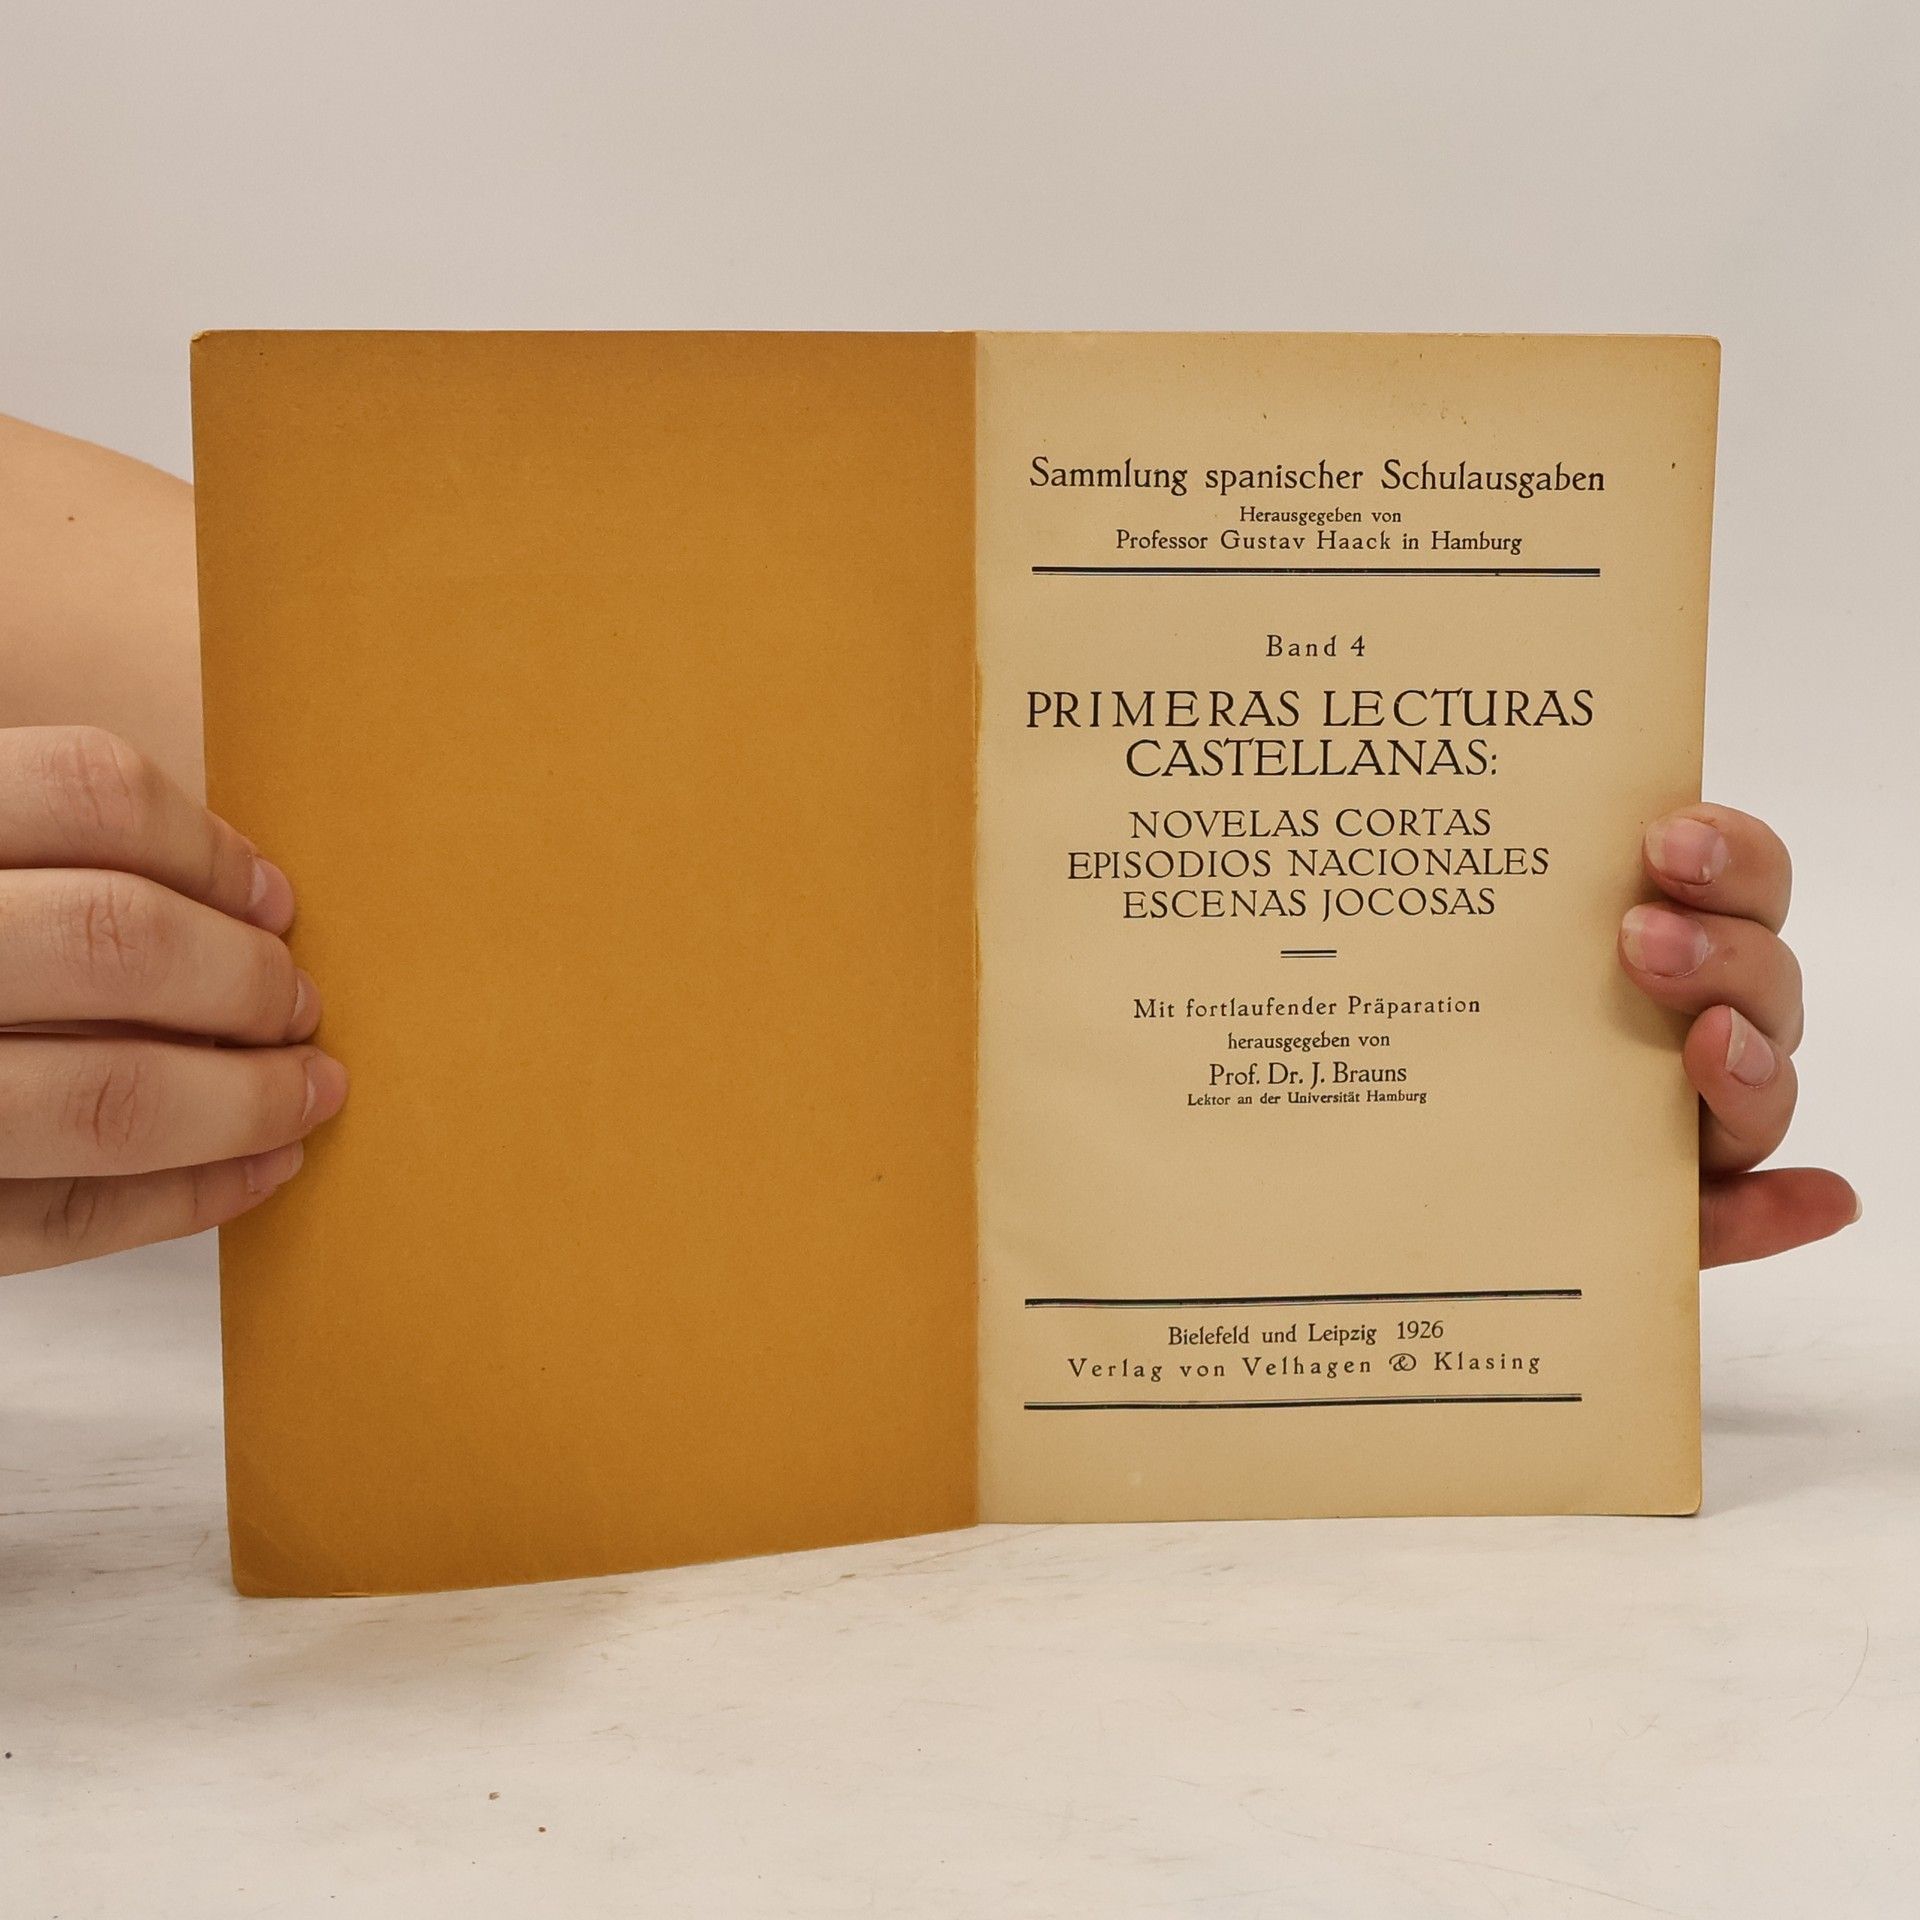 Sammlung spanischer Schulausgaben
Herausgegeben von
Professor Gustav Haack in Hamburg
Band 4
PRIMERAS LECTURAS
CASTELLANAS:
NOVELAS CORTAS
EPISODIOS NACIONALES
ESCENAS JOCOSAS
Mit fortlaufender Präparation
herausgegeben von
Prof. Dr. J. Brauns
Lektor an der Universität Hamburg
Bielefeld und Leipzig 1926
Verlag von Velhagen & Klasing